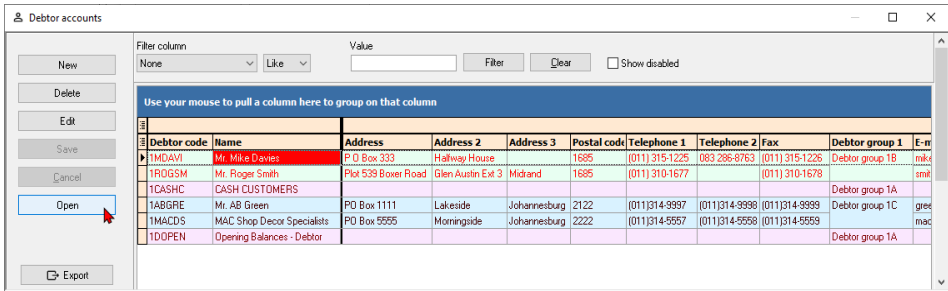 Debtor accounts
New
Delete
Edit
Save
Cancel
Open
Export
Filter column Value
None Like Filter Clear Show disabled
Use your mouse to pull a column here to group on that column
Debtor code Name Address Address 2 Address 3 Postal code Telephone 1 Telephone 2 Fax Debtor group 1 E-m
1MDAVI Mr. Mike Davies P O Box 333 Halfway House 1685 (011) 315-1225 083 286-8763 (011) 315-1226 Debtor group 1B mike
1ROGSM Mr. Roger Smith Plot 539 Boxer Road Glen Austin Ext 3 Midrand 1685 (011) 310-1677 (011) 310-1678 smit
1CASHC CASH CUSTOMERS Debtor group 1A
1ABGRE Mr. AB Green PO Box 1111 Lakeside Johannesburg 2122 (011)314-9997 (011)314-9998 (011)314-9999 Debtor group 1C gree
1MACDS MAC Shop Decor Specialists PO Box 5555 Morningside Johannesburg 2222 (011)314-5557 (011)314-5558 (011)314-5559 mac
1DOPEN Opening Balances - Debtor Debtor group 1A